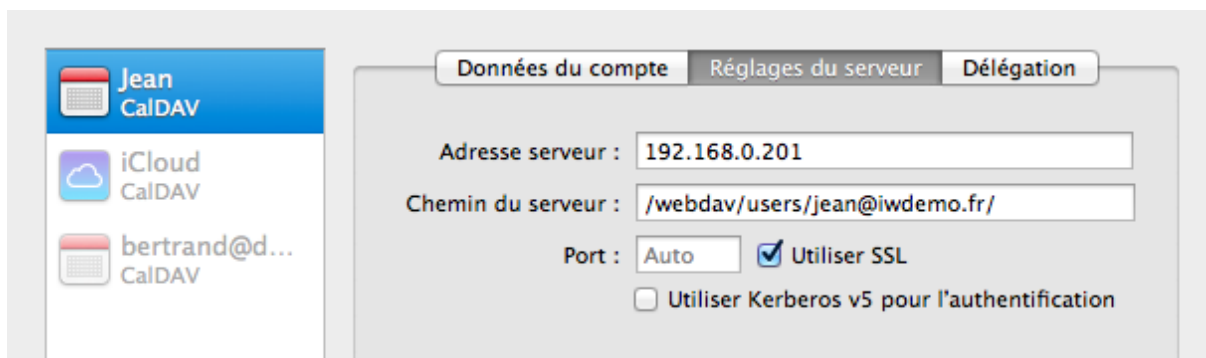 Jean
CalDAV
iCloud
CalDAV
bertrand@d...
CalDAV
Données du compte Réglages du serveur Délégation
Adresse serveur : 192.168.0.201
Chemin du serveur : /webdav/users/jean@iwdemo.fr/
Port : Auto Utiliser SSL
Utiliser Kerberos v5 pour l'authentification